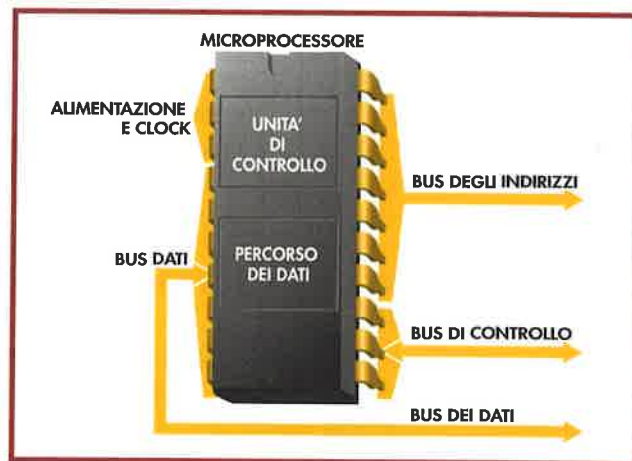 MICROPROCESSORE
ALIMENTAZIONE
E CLOCK
UNITA'
DI
CONTROLLO
BUS DEGLI INDIRIZZI
BUS DATI
PERCORSO
DEI DATI
BUS DI CONTROLLO
BUS DEI DATI